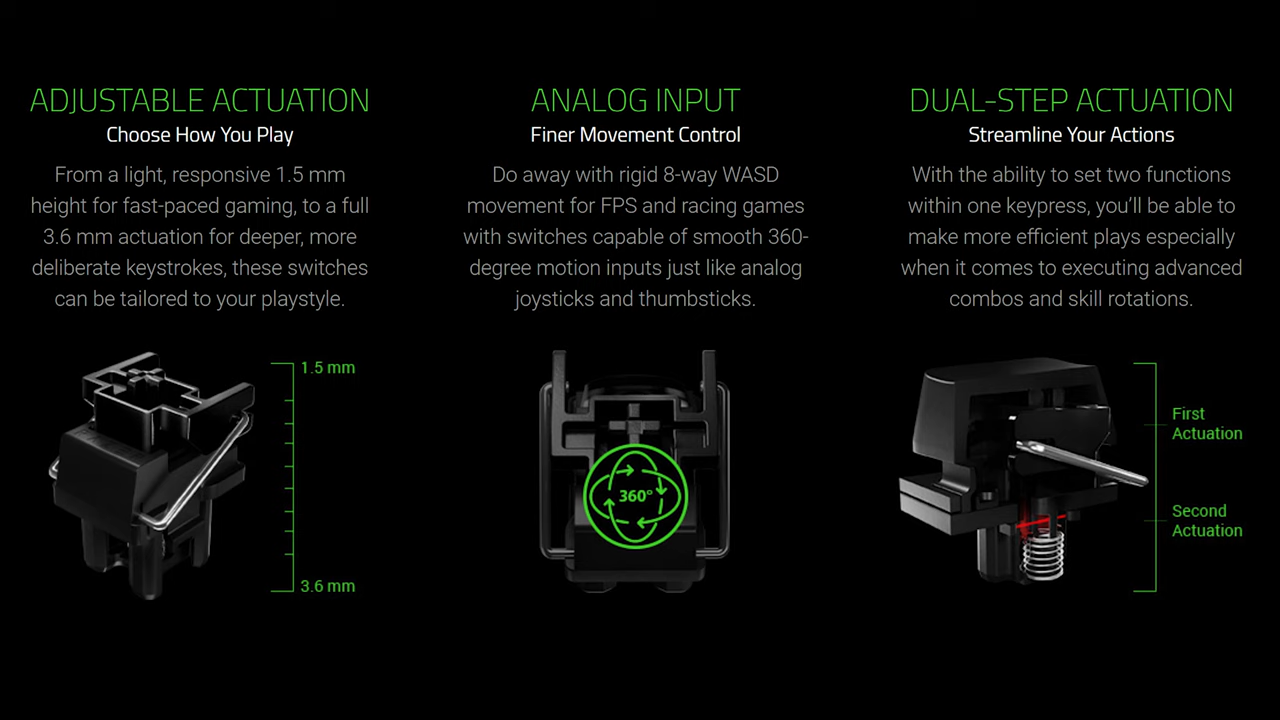 ADJUSTABLE ACTUATION
Choose How You Play
From a light, responsive 1.5 mm
height for fast-paced gaming, to a full
3.6 mm actuation for deeper, more
deliberate keystrokes, these switches
can be tailored to your playstyle.
1.5 mm
3.6 mm
ANALOG INPUT
Finer Movement Control
Do away with rigid 8-way WASD
movement for FPS and racing games
with switches capable of smooth 360-
degree motion inputs just like analog
joysticks and thumbsticks.
360°
DUAL-STEP ACTUATION
Streamline Your Actions
With the ability to set two functions
within one keypress, you’ll be able to
make more efficient plays especially
when it comes to executing advanced
combos and skill rotations.
First
Actuation
Second
Actuation